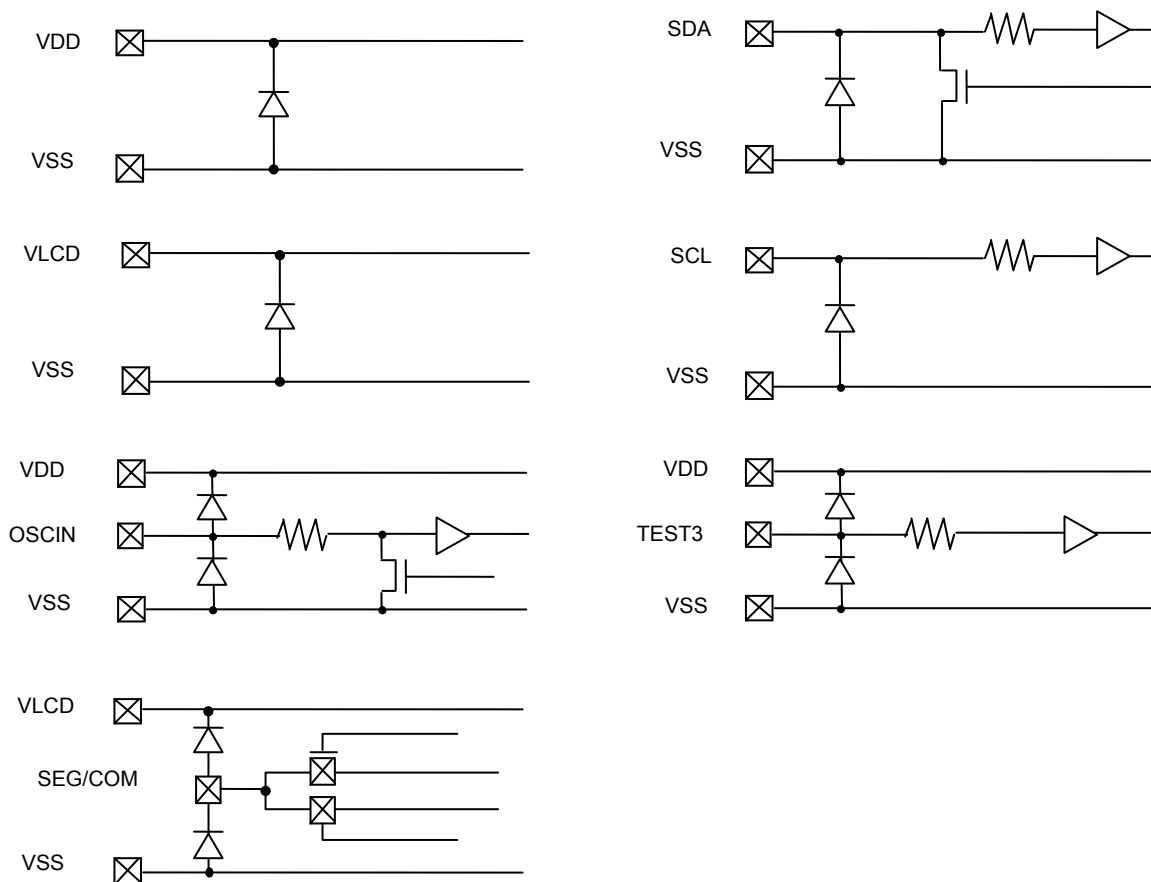 VDD
VSS
SDA
VSS
VLCD
VSS
SCL
VSS
VDD
OSCIN
VSS
VDD
TEST3
VSS
VLCD
SEG/COM
VSS